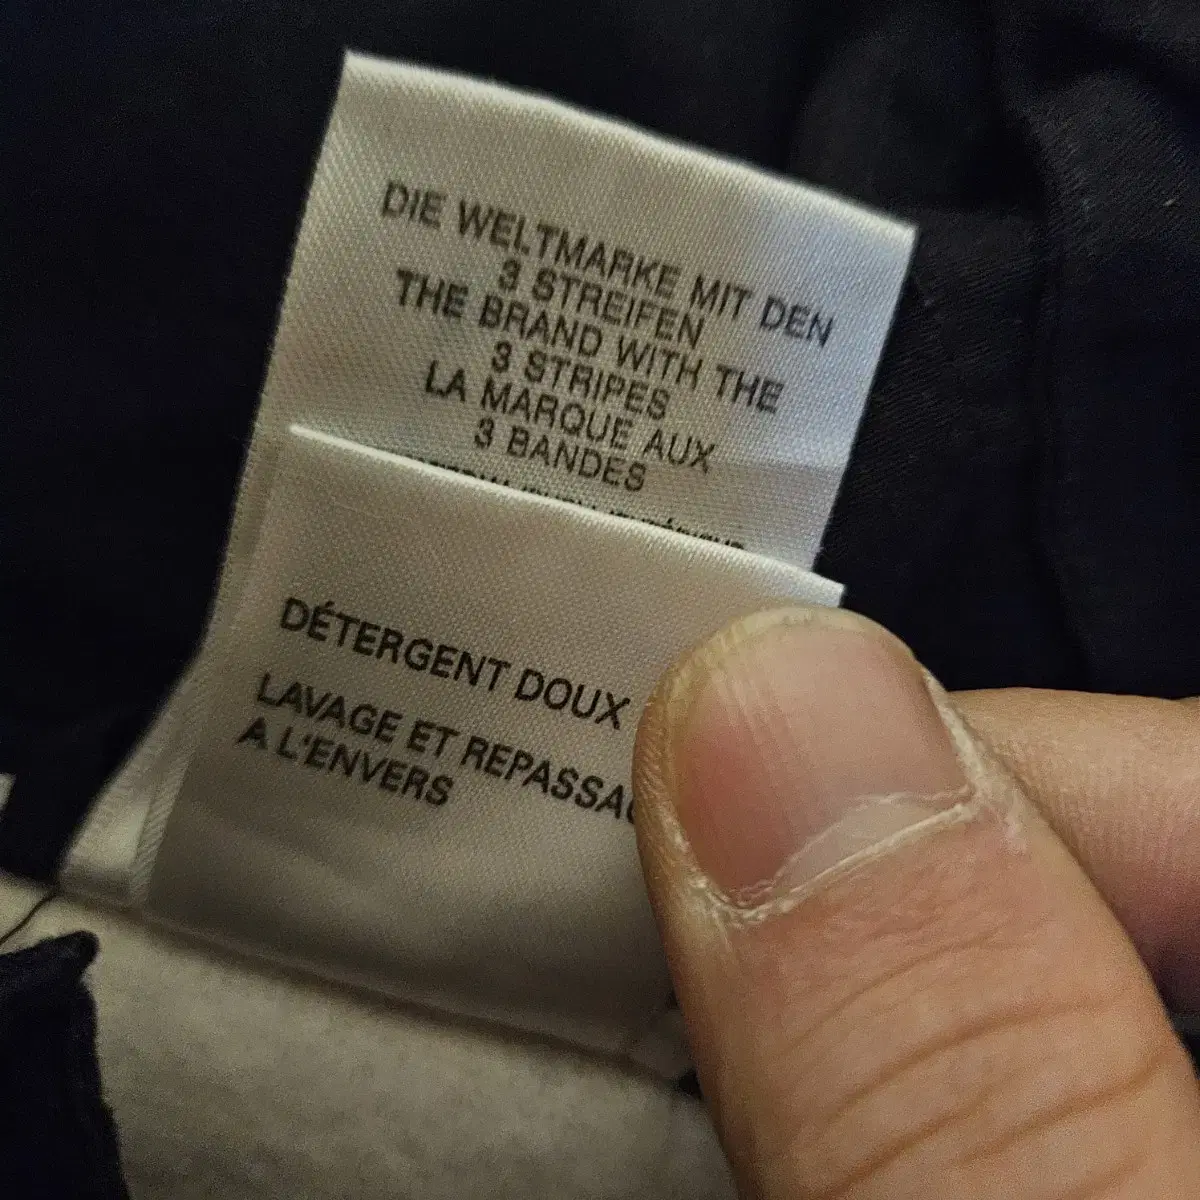 DIE WELTMARKE MIT DEN
3 STREIFEN
THE BRAND WITH THE
3 STRIPES
LA MARQUE AUX
3 BANDES
DÉTERGENT DOUX
LAVAGE ET
A L'ENVERS